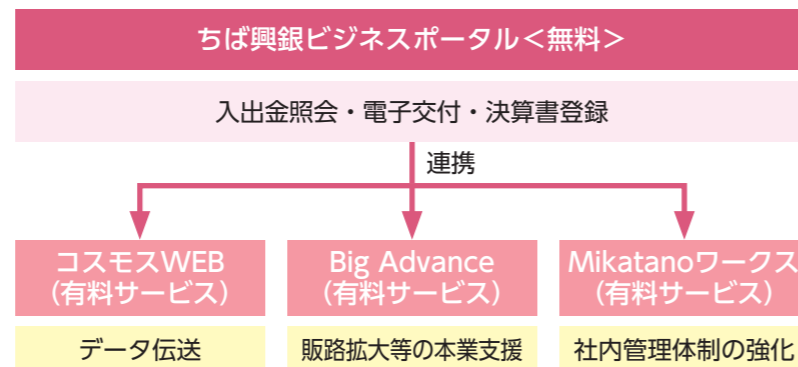 ちば興銀ビジネスポータル＜無料＞
入出金照会・電子交付・決算書登録
連携
コスモスWEB
（有料サービス）
データ伝送
Big Advance
（有料サービス）
販路拡大等の本業支援
Mikatanoワークス
（有料サービス）
社内管理体制の強化